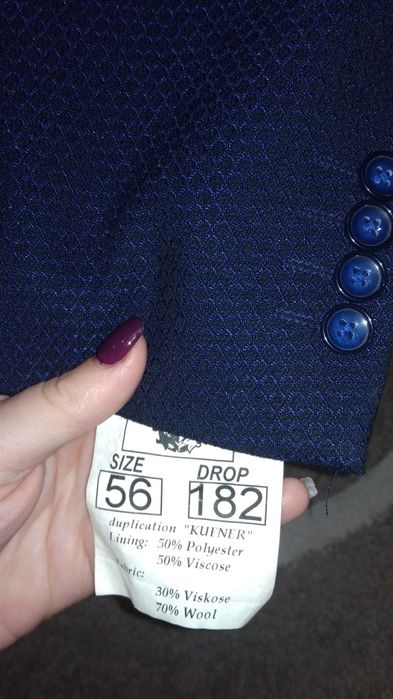 SIZE DROP
56 182
duplication "KUFNER"
Lining: 50% Polyester
50% Viscose
30% Viskose
70% Wool